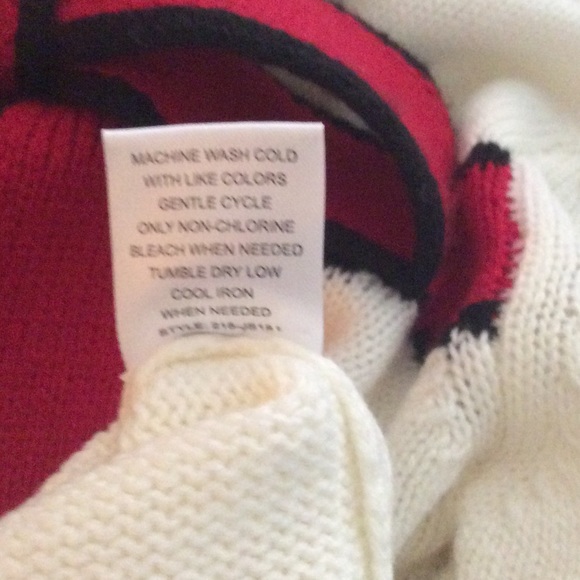 MACHINE WASH COLD
WITH LIKE COLORS
GENTLE CYCLE
ONLY NON-CHLORINE
BLEACH WHEN NEEDED
TUMBLE DRY LOW
COOL IRON
WHEN NEEDED
STYLE: